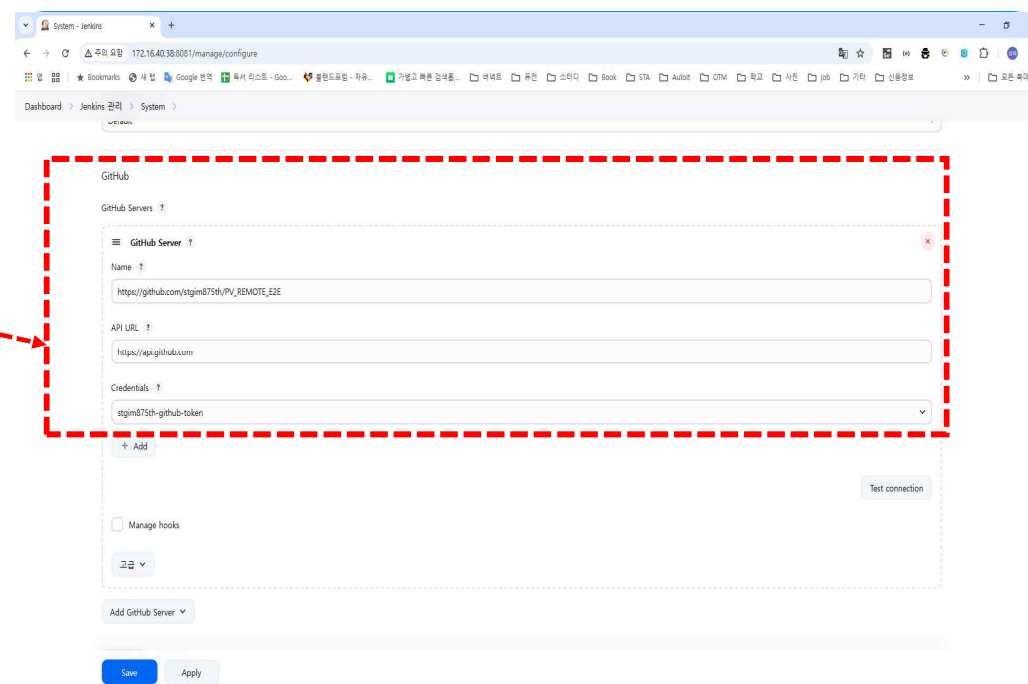 System - Jenkins
주의 요함 172.16.40.38:8081/manage/configure
앱 Bookmarks 새 탭 Google 번역 독서 리스트 - Goo... 블랜드포럼 - 자유... 가볍고 빠른 검색홈,... 버넥트 퓨전 스터디 Book STA AutoIt OTM 학교 사진 job 기타 신용정보 » 모든 북마
Dashboard > Jenkins 관리 > System >
Default
GitHub
GitHub Servers ?
GitHub Server ?
Name ?
https://github.com/stgim875th/PV_REMOTE_E2E
API URL ?
https://api.github.com
Credentials ?
stgim875th-github-token
+ Add
Test connection
Manage hooks
고급
Add GitHub Server
Save Apply